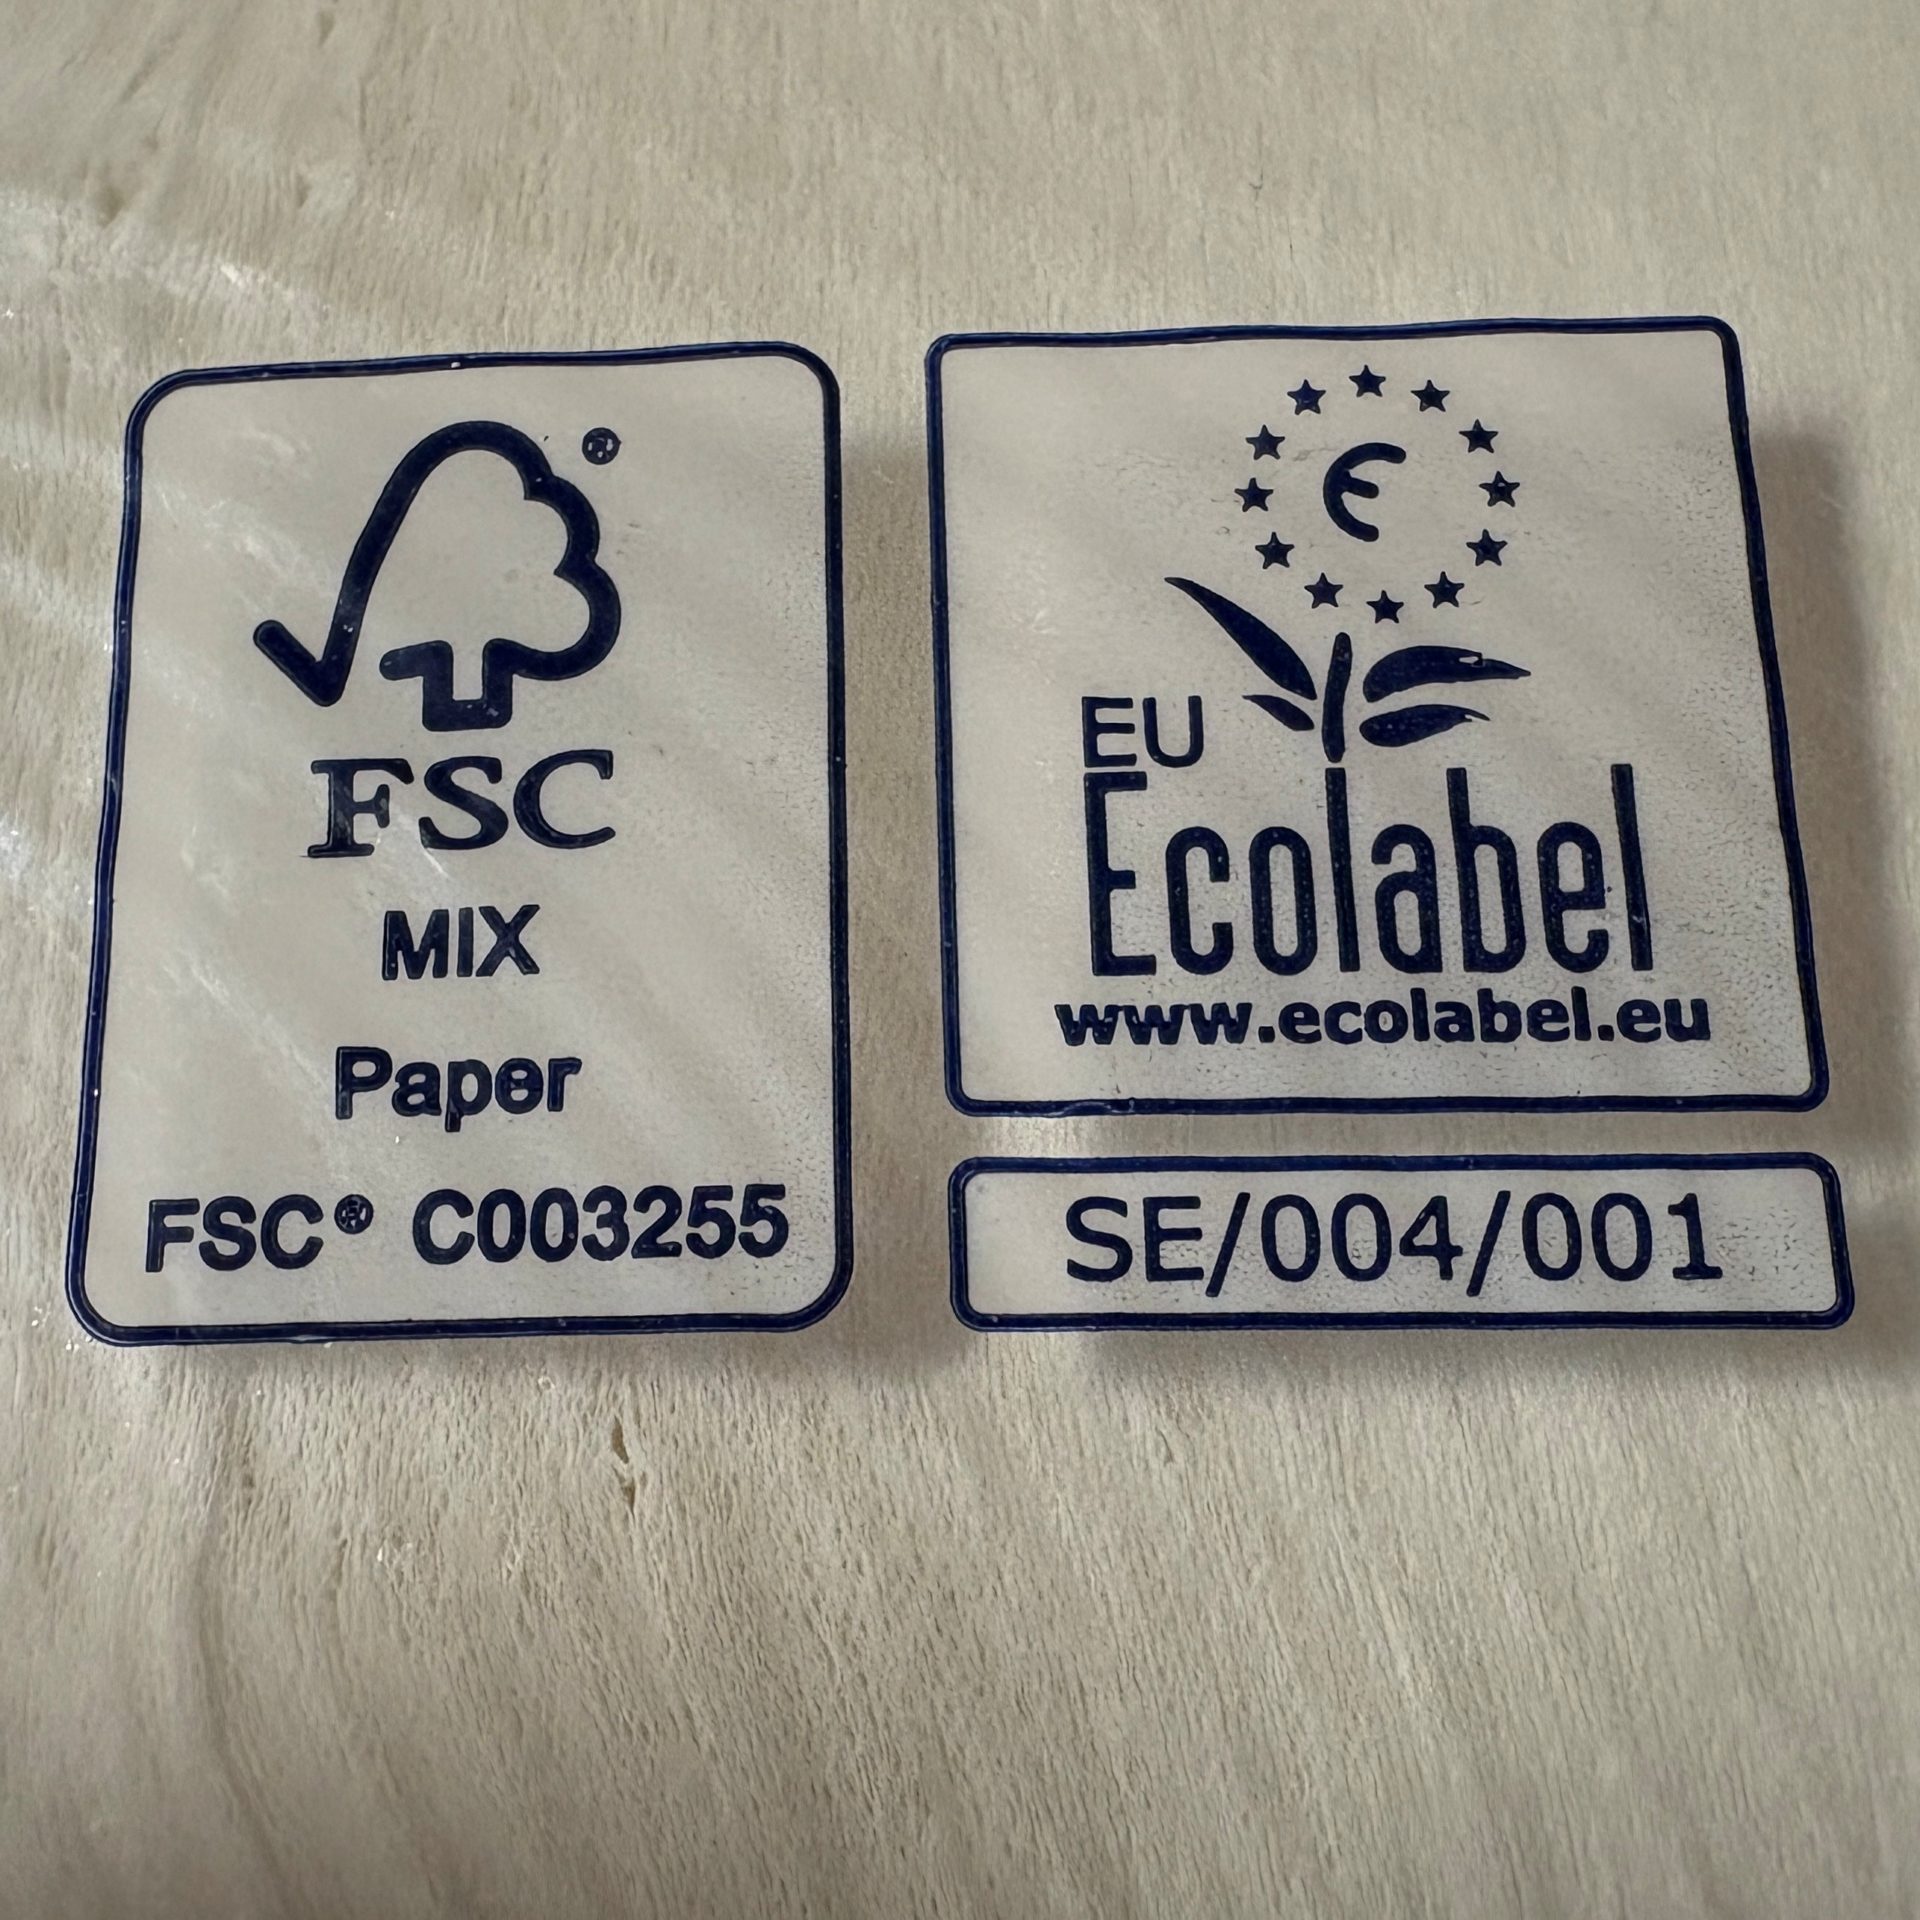 ®
FSC
MIX
Paper
FSC® C003255
€
EU
Ecolabel
www.ecolabel.eu
SE/004/001